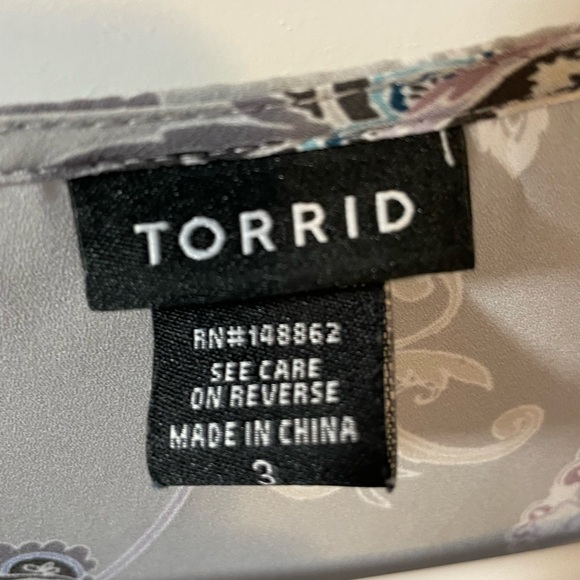 TORRID
RN#148862
SEE CARE
ON REVERSE
MADE IN CHINA
3